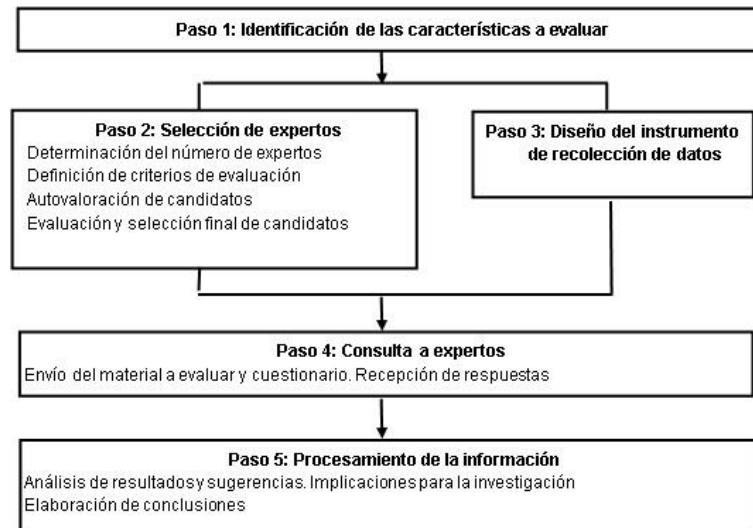 Paso 1: Identificación de las características a evaluar
Paso 2: Selección de expertos
Determinación del número de expertos
Definición de criterios de evaluación
Autovaloración de candidatos
Evaluación y selección final de candidatos
Paso 3: Diseño del instrumento
de recolección de datos
Paso 4: Consulta a expertos
Envío del material a evaluar y cuestionario. Recepción de respuestas
Paso 5: Procesamiento de la información
Análisis de resultados y sugerencias. Implicaciones para la investigación
Elaboración de conclusiones